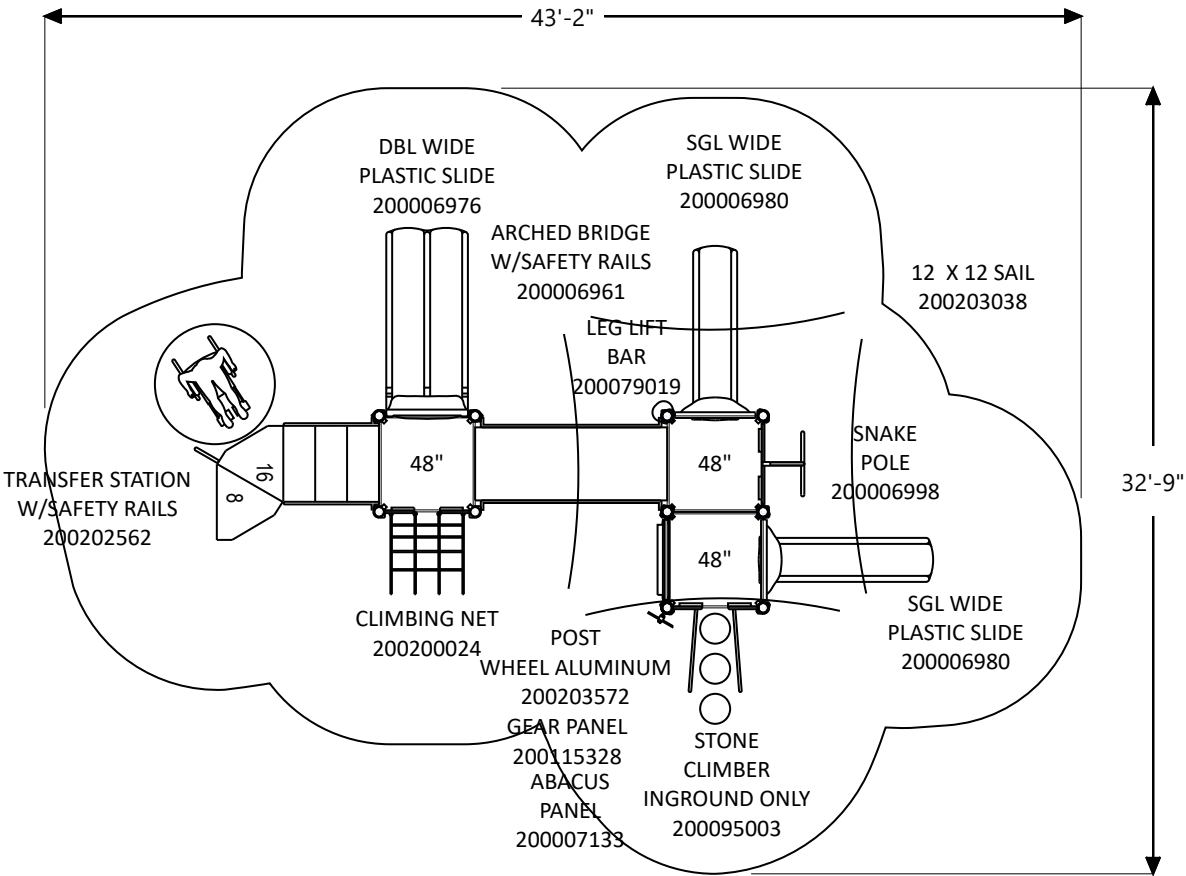 43'-2"
DBL WIDE
PLASTIC SLIDE
200006976
SGL WIDE
PLASTIC SLIDE
200006980
ARCHED BRIDGE
W/SAFETY RAILS
200006961
12 X 12 SAIL
200203038
LEG LIFT
BAR
200079019
SNAKE
POLE
200006998
48"
48"
48"
16
8
TRANSFER STATION
W/SAFETY RAILS
200202562
32'-9"
CLIMBING NET
200200024
SGL WIDE
PLASTIC SLIDE
200006980
POST
WHEEL ALUMINUM
200203572
GEAR PANEL
200115328
ABACUS
PANEL
200007133
STONE
CLIMBER
INGROUND ONLY
200095003